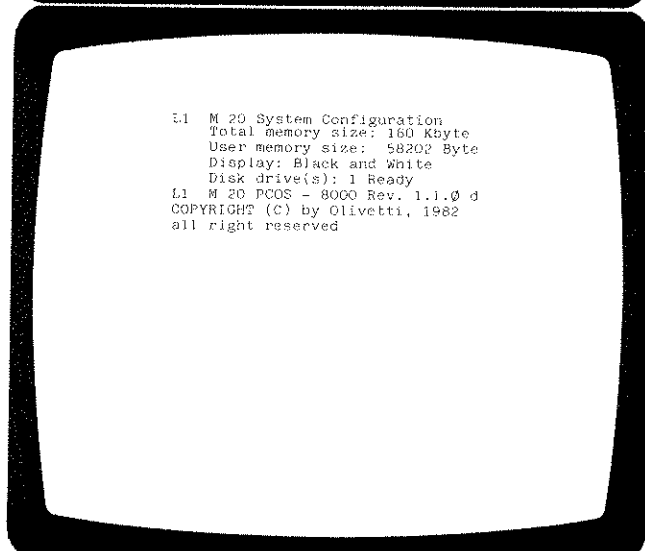 L1 M 20 System Configuration
Total memory size: 160 Kbyte
User memory size: 58202 Byte
Display: Black and White
Disk drive(s): 1 Ready
L1 M 20 PCOS - 8000 Rev. 1.1.Ø d
COPYRIGHT (C) by Olivetti, 1982
all right reserved